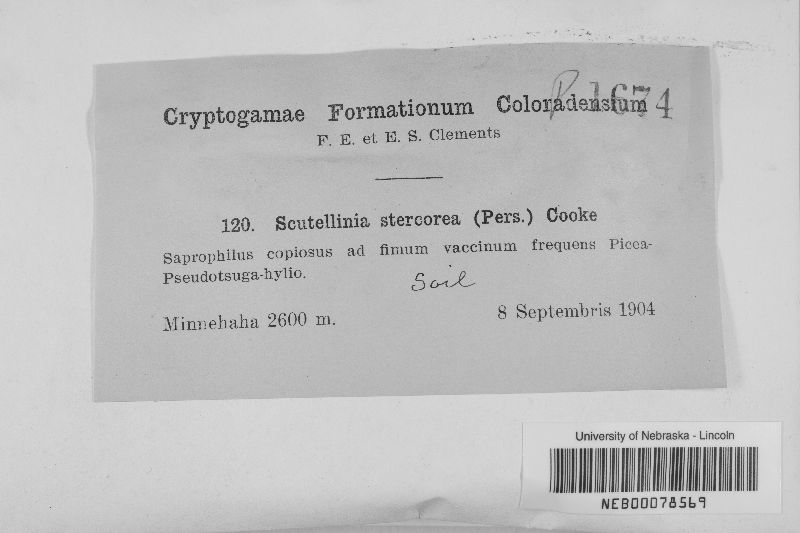 Cryptogamae Formationum Coloradensium
P 1674
F. E. et E. S. Clements
120. Scutellinia stercorea (Pers.) Cooke
Saprophilus copiosus ad fimum vaccinum frequens Picea-
Pseudotsuga-hylio.
Soil
Minnehaha 2600 m.
8 Septembris 1904
University of Nebraska - Lincoln
NEB00078569